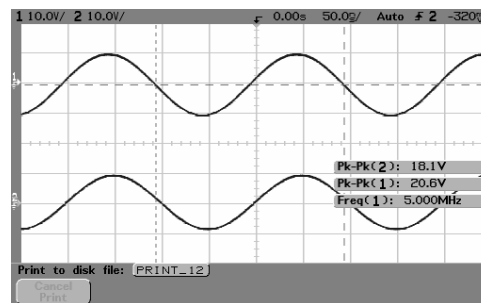 1 10.0V/ 2 10.0V/ 0.00s 50.0ns/ Auto 2 -320
Pk-Pk(2): 18.1V
Pk-Pk(1): 20.6V
Freq(1): 5.000MHz
Print to disk file: PRINT_12
Cancel
Print